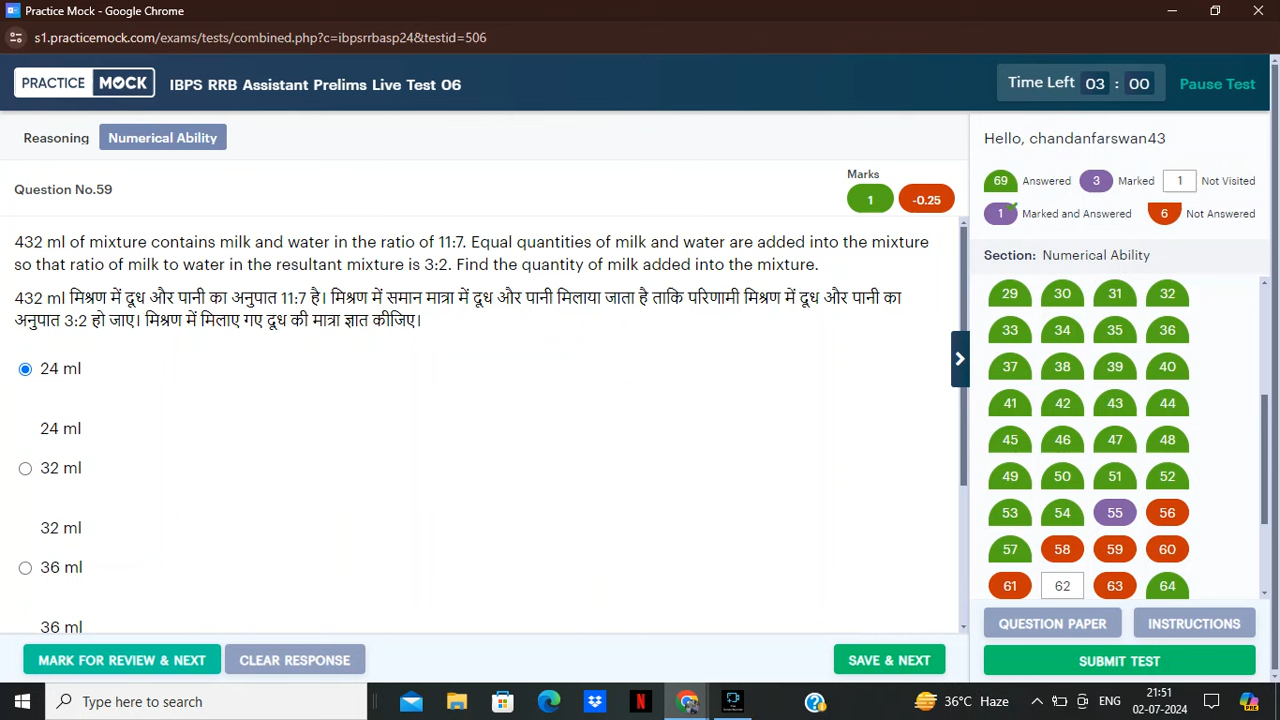 Practice Mock - Google Chrome
s1.practicemock.com/exams/tests/combined.php?c=ibpsrrbasp24&testid=506
PRACTICE MOCK IBPS RRB Assistant Prelims Live Test 06 Time Left 03 : 00 Pause Test
Reasoning Numerical Ability
Hello, chandanfarswan43
Question No.59
Marks
1 -0.25
69 Answered 3 Marked 1 Not Visited
1 Marked and Answered 6 Not Answered
432 ml of mixture contains milk and water in the ratio of 11:7. Equal quantities of milk and water are added into the mixture
so that ratio of milk to water in the resultant mixture is 3:2. Find the quantity of milk added into the mixture.
432 ml मिश्रण में दूध और पानी का अनुपात 11:7 है। मिश्रण में समान मात्रा में दूध और पानी मिलाया जाता है ताकि परिणामी मिश्रण में दूध और पानी का
अनुपात 3:2 हो जाए। मिश्रण में मिलाए गए दूध की मात्रा ज्ञात कीजिए।
24 ml
24 ml
32 ml
32 ml
36 ml
36 ml
Section: Numerical Ability
29 30 31 32
33 34 35 36
37 38 39 40
41 42 43 44
45 46 47 48
49 50 51 52
53 54 55 56
57 58 59 60
61 62 63 64
QUESTION PAPER INSTRUCTIONS
MARK FOR REVIEW & NEXT CLEAR RESPONSE SAVE & NEXT SUBMIT TEST
Type here to search
36°C Haze ENG
21:51
02-07-2024